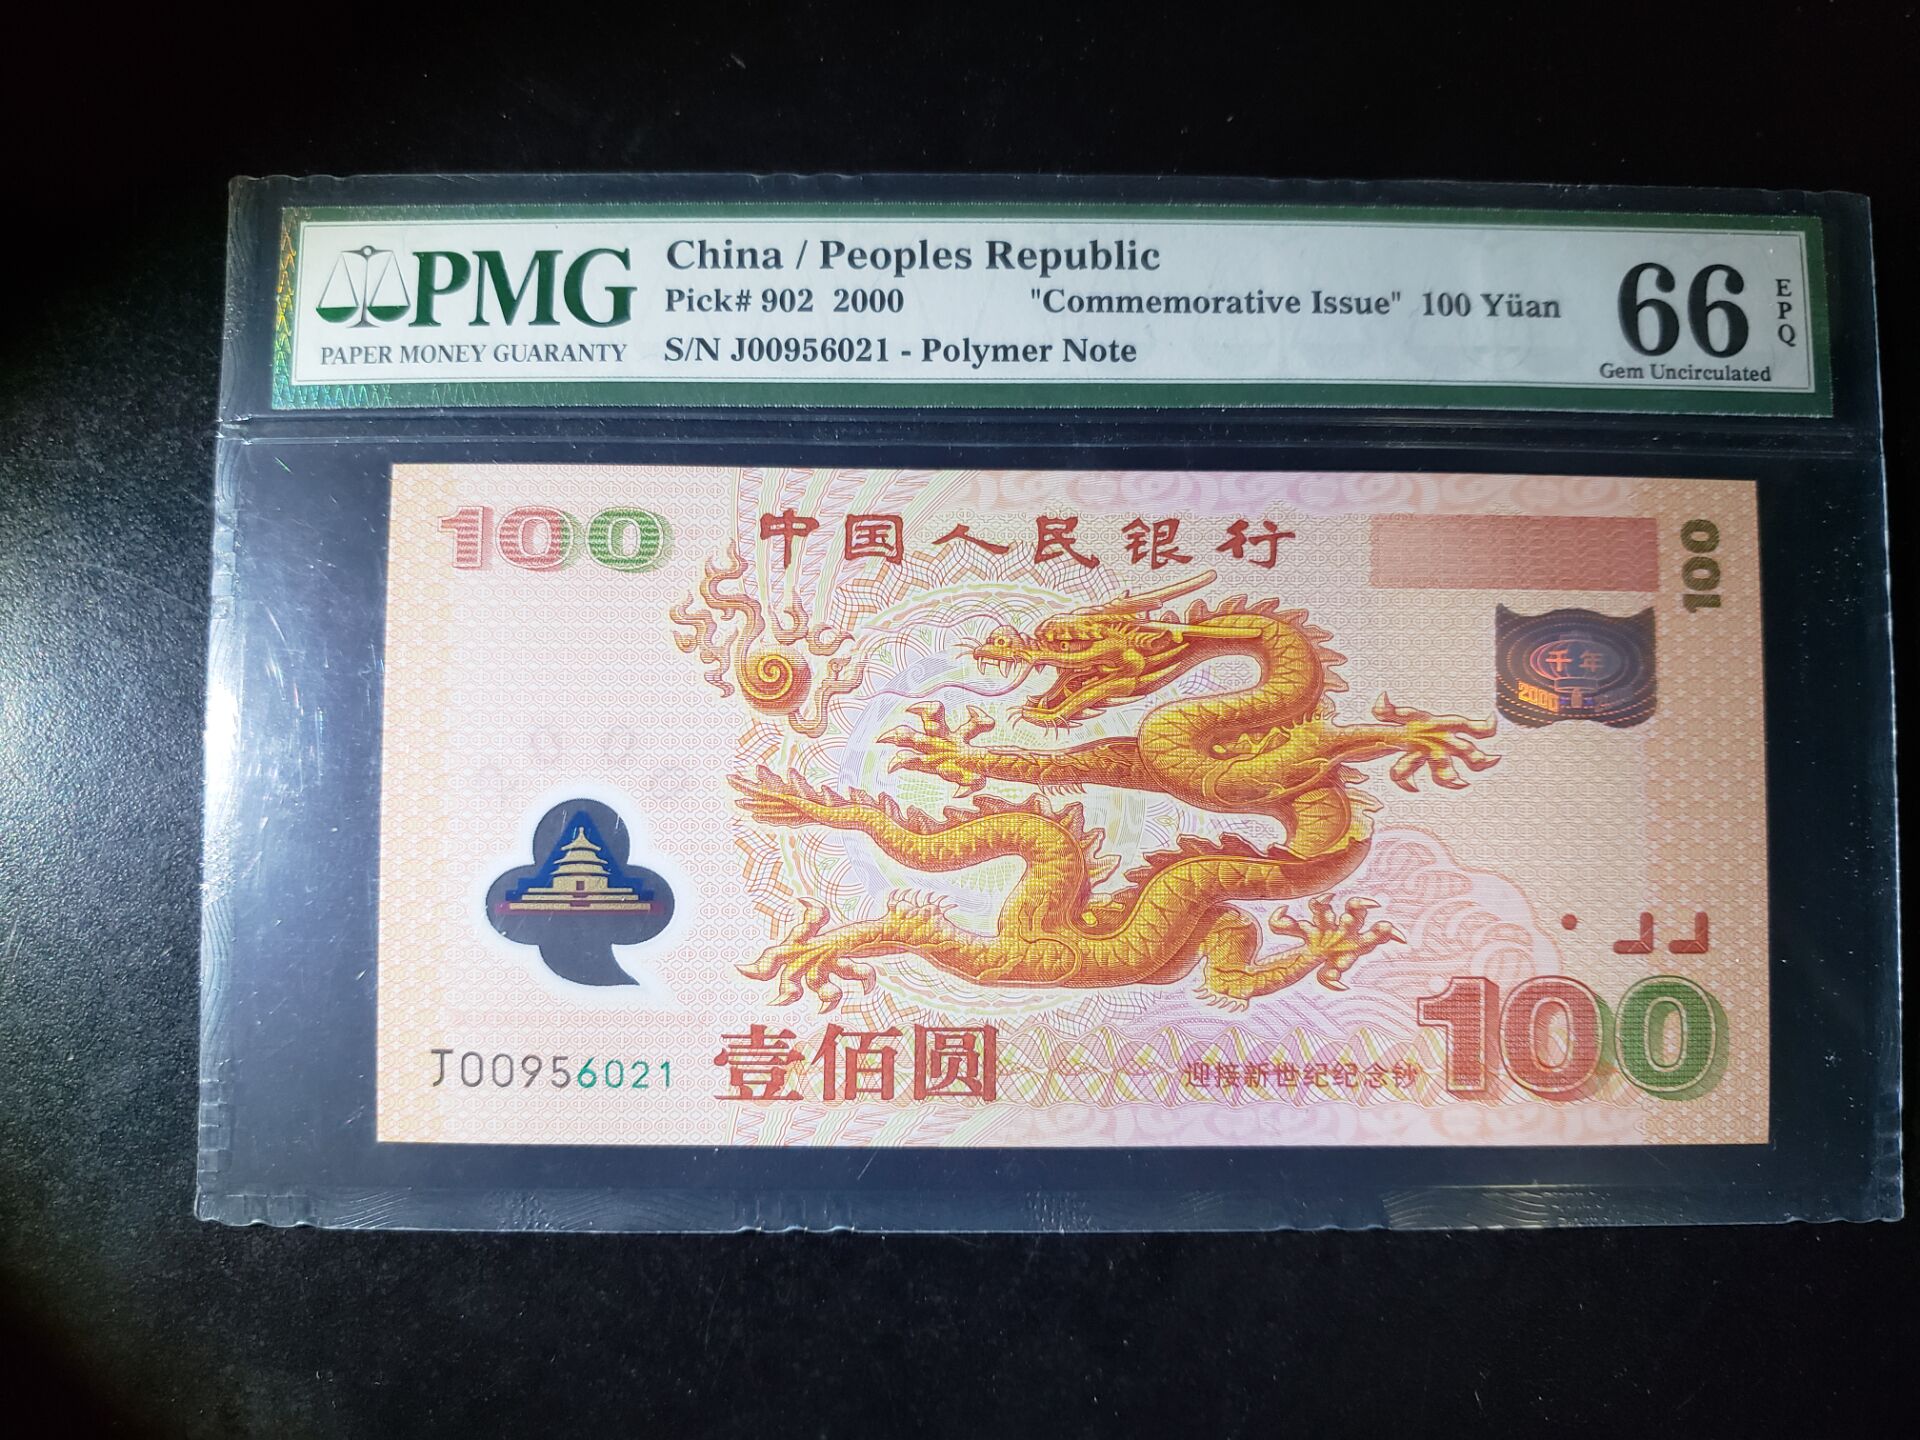 PMG
PAPER MONEY GUARANTY
China / Peoples Republic
Pick# 902 2000 "Commemorative Issue" 100 Yüan
S/N J00956021 - Polymer Note
66
EPQ
Gem Uncirculated
100
中国人民银行
100
千年
2000
100
J00956021
壹佰圆
迎接新世纪纪念钞